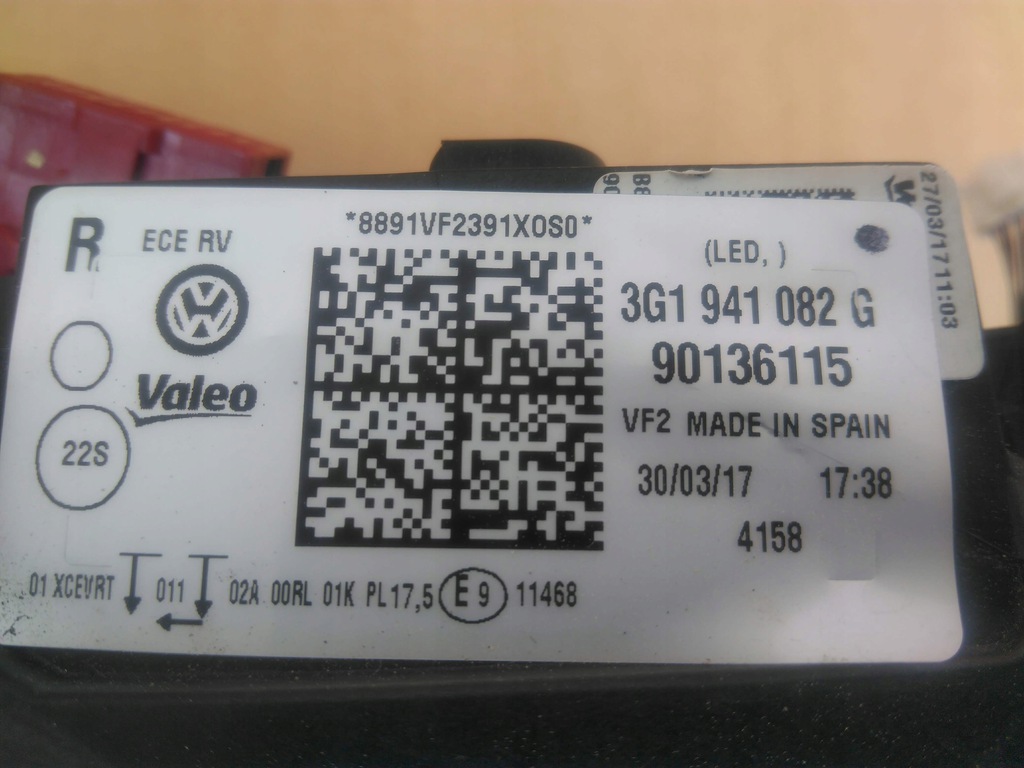 *8891VF2391X0S0*
R ECE RV
(LED, )
3G1 941 082 G
90136115
Valeo
VF2 MADE IN SPAIN
22S
30/03/17 17:38
4158
01 XCEVRT 011 02A 00RL 01K PL17,5 E 9 11468
27/03/17 11:03